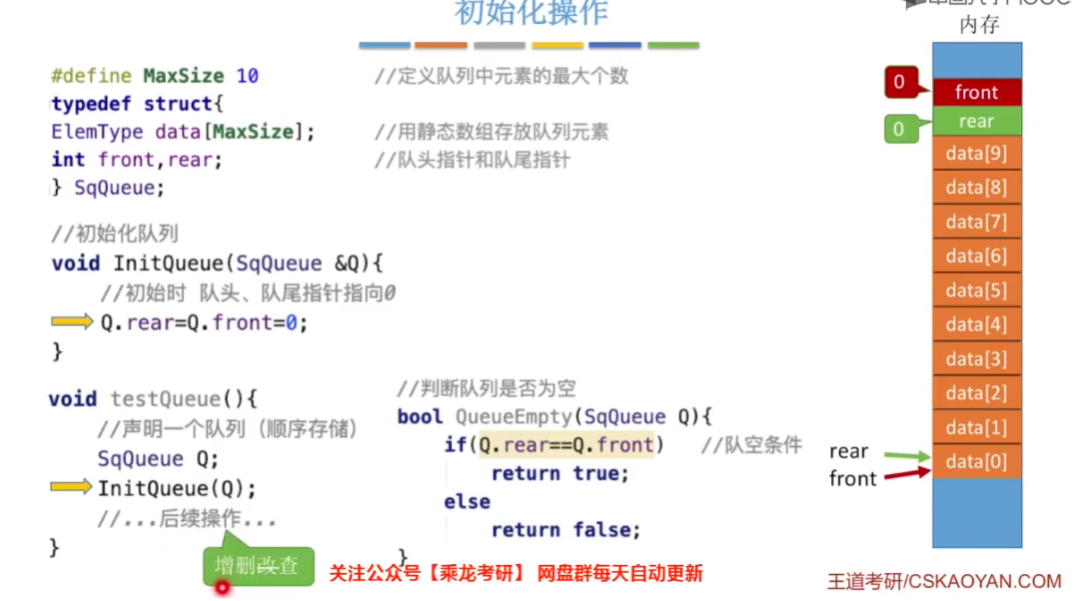 初始化操作
#define MaxSize 10 //定义队列中元素的最大个数
typedef struct{
ElemType data[MaxSize]; //用静态数组存放队列元素
int front,rear; //队头指针和队尾指针
} SqQueue;
//初始化队列
void InitQueue(SqQueue &Q){
//初始时 队头、队尾指针指向0
Q.rear=Q.front=0;
}
void testQueue(){
//声明一个队列（顺序存储）
SqQueue Q;
InitQueue(Q);
//...后续操作...
}
增删改查
//判断队列是否为空
bool QueueEmpty(SqQueue Q){
if(Q.rear==Q.front) //队空条件
return true;
else
return false;
}
内存
0
front
0
rear
data[9]
data[8]
data[7]
data[6]
data[5]
data[4]
data[3]
data[2]
data[1]
data[0]
rear
front
关注公众号【乘龙考研】 网盘群每天自动更新
王道考研/CSKAOYAN.COM